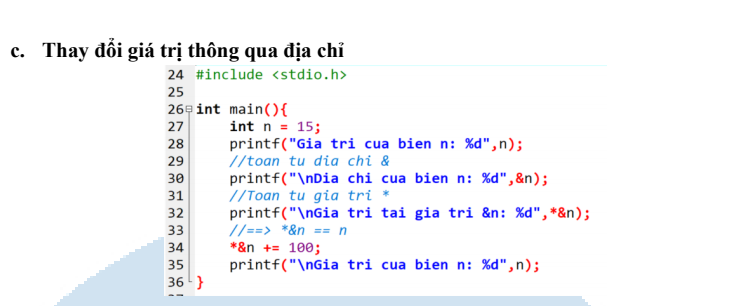 c. Thay đổi giá trị thông qua địa chỉ
24 #include <stdio.h>
25
26 int main(){
27 int n = 15;
28 printf("Gia tri cua bien n: %d",n);
29 //toan tu dia chi &
30 printf("\nDia chi cua bien n: %d",&n);
31 //Toan tu gia tri *
32 printf("\nGia tri tai gia tri &n: %d",*&n);
33 //==> *&n == n
34 *&n += 100;
35 printf("\nGia tri cua bien n: %d",n);
36 }